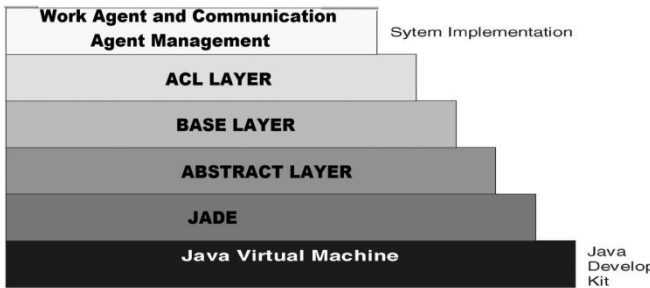 Work Agent and Communication
Agent Management
Sytem Implementation
ACL LAYER
BASE LAYER
ABSTRACT LAYER
JADE
Java Virtual Machine
Java
Develop
Kit